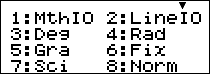 1:MthIO 2:LineIO
3:Deg 4:Rad
5:Gra 6:Fix
7:Sci 8:Norm